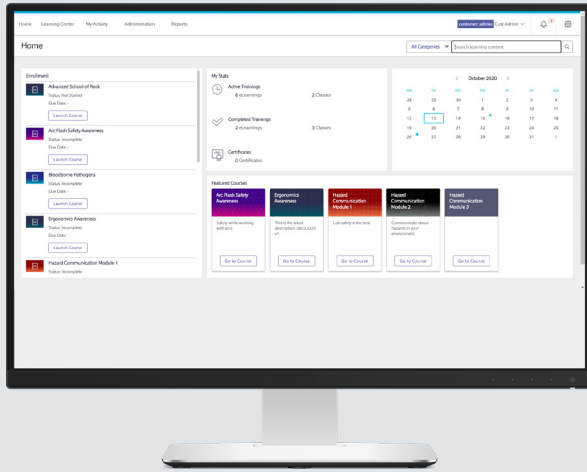 Home Learning Center My Activity Administration Reports customer admin Cust Admin
Home All Categories Search learning content
Enrollment
Advanced School of Rock
Status: Not Started
Due Date: -
Launch Course
Arc Flash Safety Awareness
Status: Incomplete
Due Date: -
Launch Course
Bloodborne Pathogens
Status: Incomplete
Due Date: -
Launch Course
Ergonomics Awareness
Status: Incomplete
Due Date: -
Launch Course
Hazard Communication Module 1
Status: Incomplete
My Stats
Active Trainings
8 eLearnings 2 Classes
Completed Trainings
2 eLearnings 3 Classes
Certificates
0 Certificates
October 2020
28 29 30 1 2 3 4
5 6 7 8 9 10 11
12 13 14 15 16 17 18
19 20 21 22 23 24 25
26 27 28 29 30 31 1
Featured Courses
Arc Flash Safety
Awareness
Safety while working
with arcs
Go to Course
Ergonomics
Awareness
This is the latest
description
Go to Course
Hazard
Communication
Module 1
Lab safety is the best
Go to Course
Hazard
Communication
Module 2
Communicate about
hazards in your
environment
Go to Course
Hazard
Communication
Module 3
Go to Course